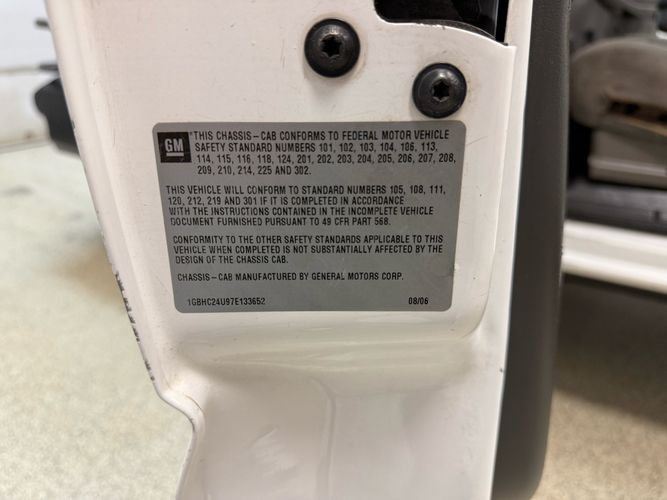 GM
*THIS CHASSIS-CAB CONFORMS TO FEDERAL MOTOR VEHICLE
SAFETY STANDARD NUMBERS 101, 102, 103, 104, 106, 113,
114, 115, 116, 118, 124, 201, 202, 203, 204, 205, 206, 207, 208,
209, 210, 214, 225 AND 302.
THIS VEHICLE WILL CONFORM TO STANDARD NUMBERS 105, 108, 111,
120, 212, 219 AND 301 IF IT IS COMPLETED IN ACCORDANCE
WITH THE INSTRUCTIONS CONTAINED IN THE INCOMPLETE VEHICLE
DOCUMENT FURNISHED PURSUANT TO 49 CFR PART 568.
CONFORMITY TO THE OTHER SAFETY STANDARDS APPLICABLE TO THIS
VEHICLE WHEN COMPLETED IS NOT SUBSTANTIALLY AFFECTED BY THE
DESIGN OF THE CHASSIS CAB.
CHASSIS-CAB MANUFACTURED BY GENERAL MOTORS CORP.
1GBHC24U97E133652 08/06